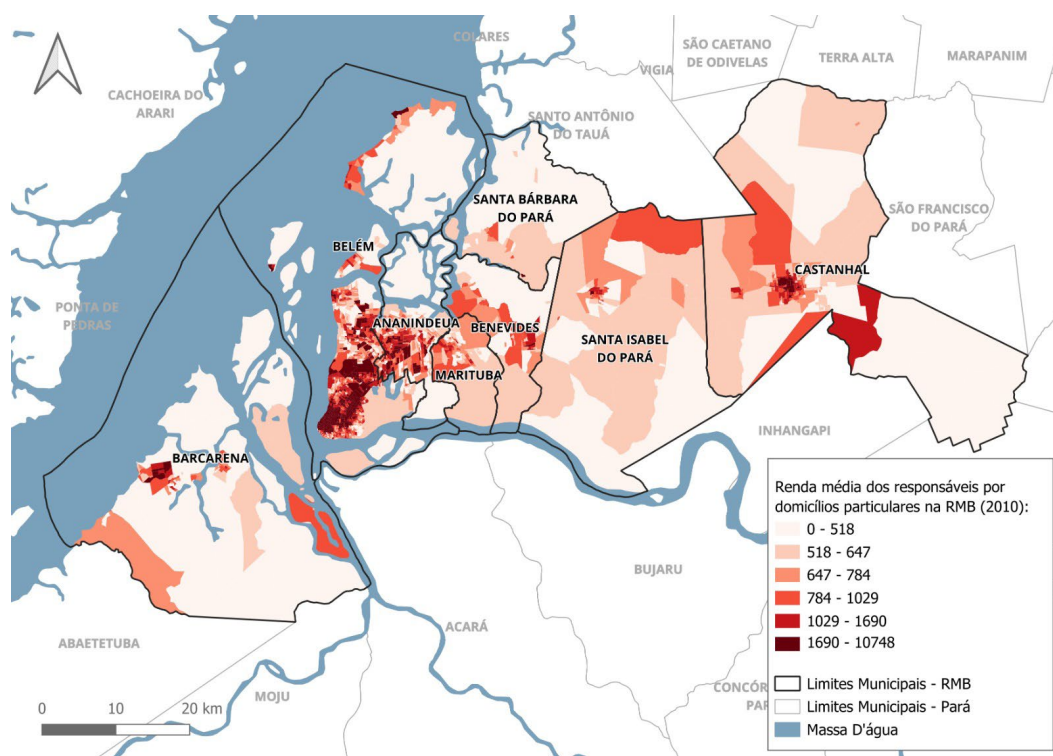 COLARES
SÃO CAETANO
DE ODIVELAS
TERRA ALTA
MARAPANIM
VIGIA
CACHOEIRA DO
ARARI
SANTO ANTÔNIO
DO TAUÁ
SANTA BÁRBARA
DO PARÁ
SÃO FRANCISCO
DO PARÁ
BELÉM
CASTANHAL
PONTA DE
PEDRAS
ANANINDEUA
BENEVIDES
SANTA ISABEL
DO PARÁ
MARITUBA
INHANGAPI
BARCARENA
BUJARU
ABAETETUBA
ACARÁ
MOJU
CONCÓR
PAR
0 10 20 km
Renda média dos responsáveis por
domicílios particulares na RMB (2010):
0 - 518
518 - 647
647 - 784
784 - 1029
1029 - 1690
1690 - 10748
Limites Municipais - RMB
Limites Municipais - Pará
Massa D'água